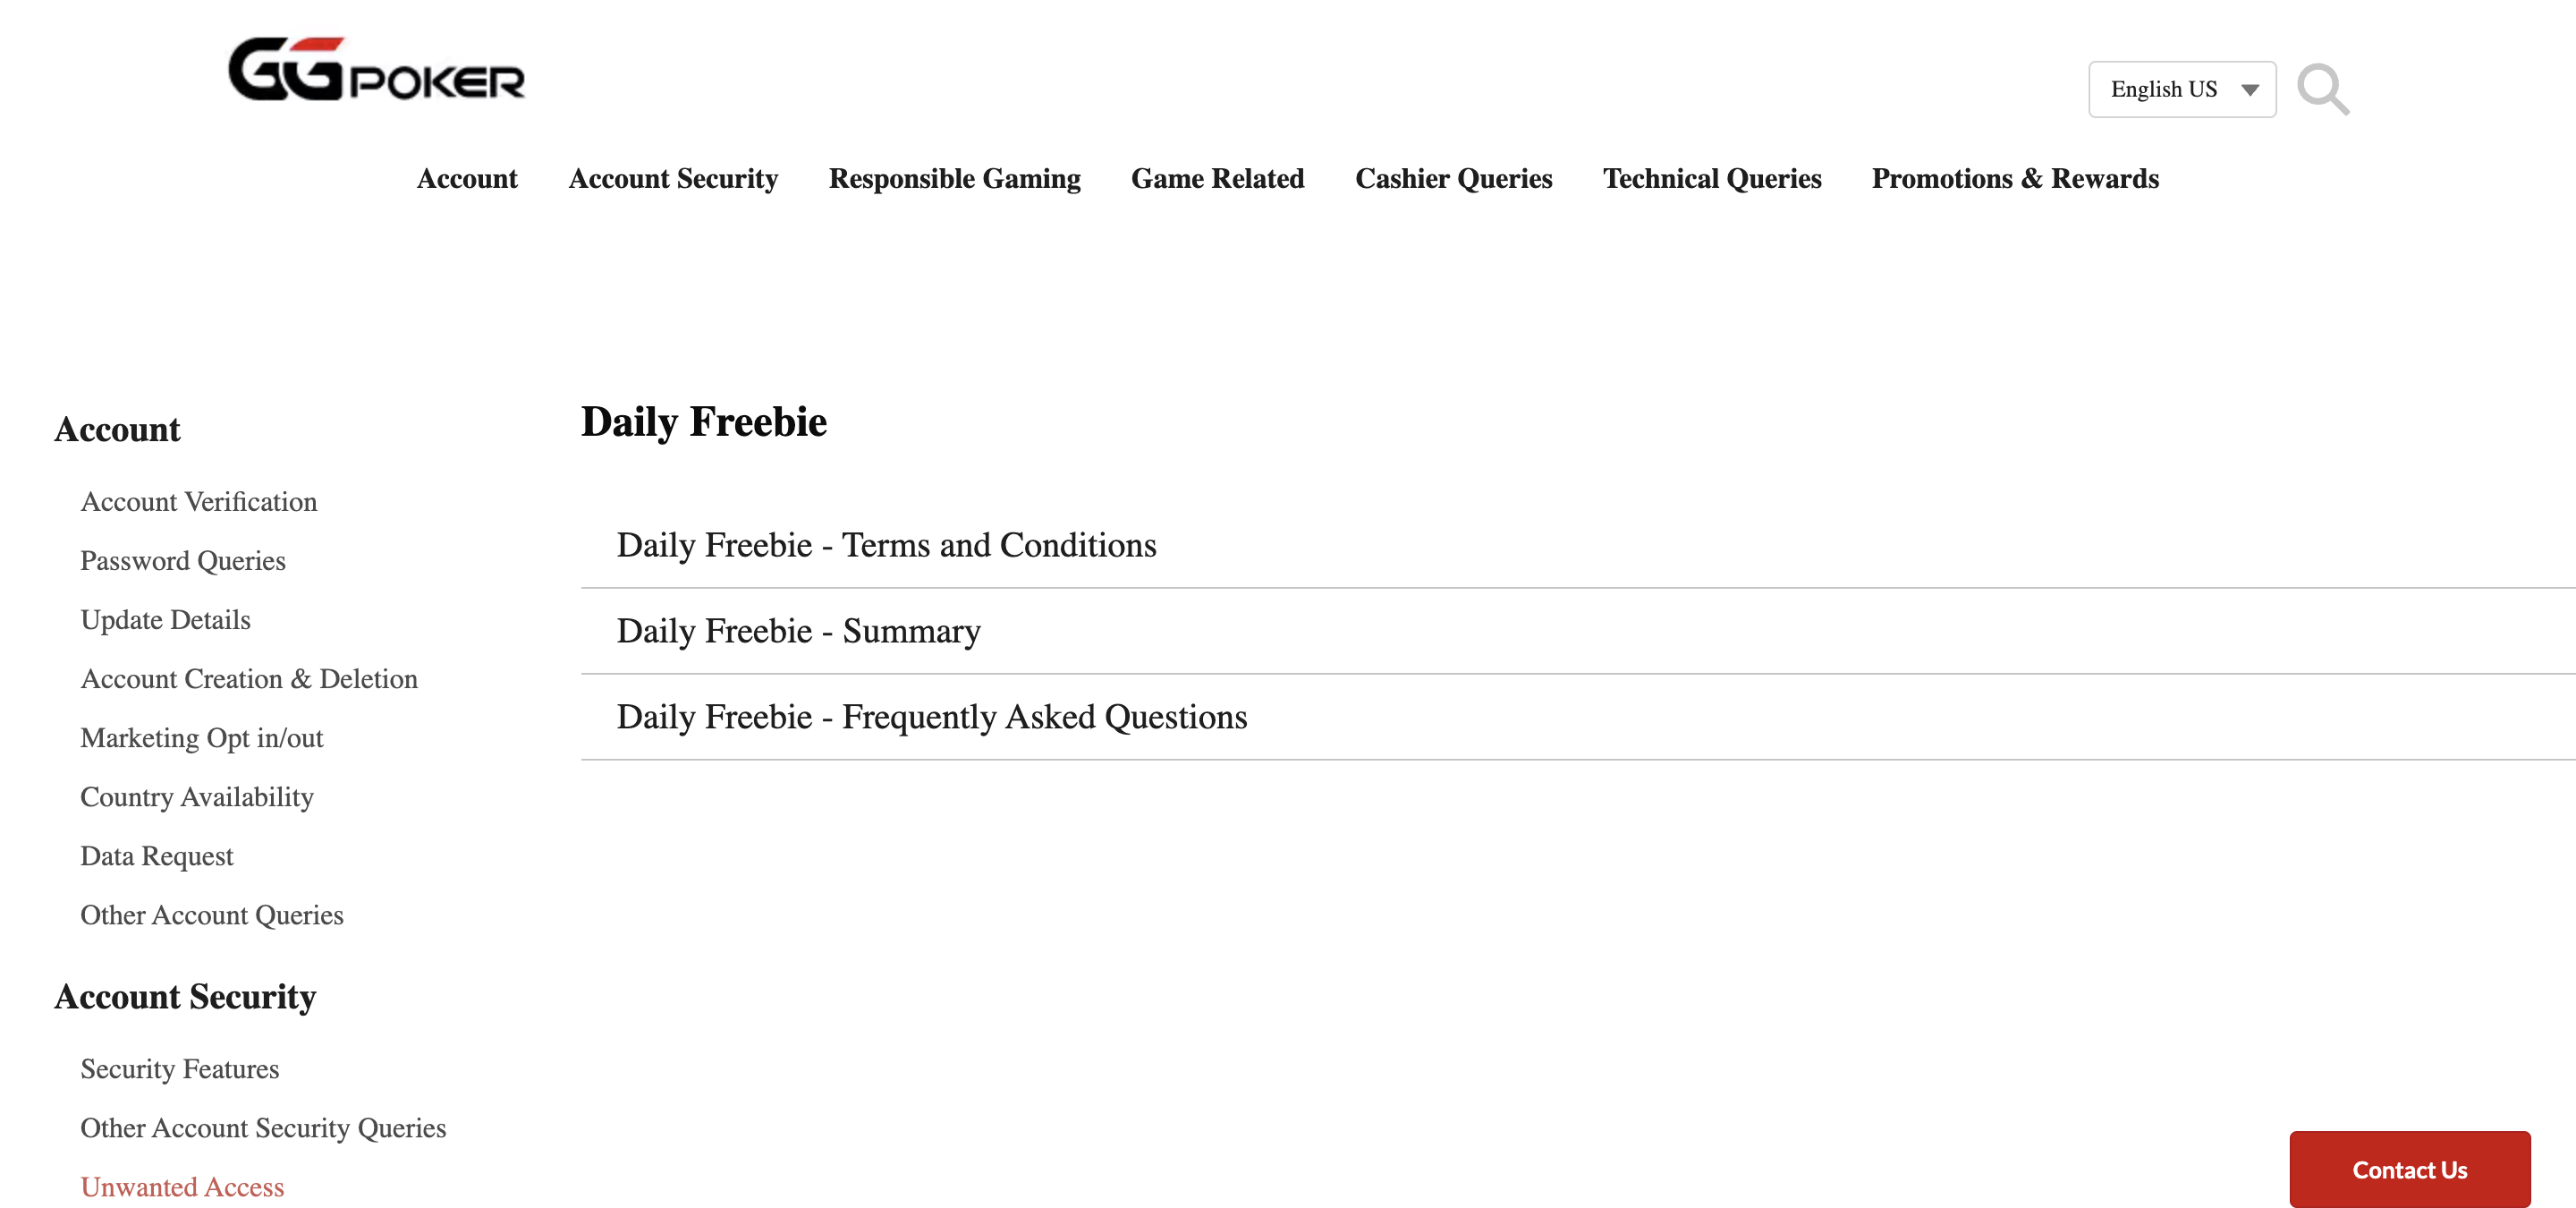 GGPOKER
English US
Account Account Security Responsible Gaming Game Related Cashier Queries Technical Queries Promotions & Rewards
Account
Account Verification
Password Queries
Update Details
Account Creation & Deletion
Marketing Opt in/out
Country Availability
Data Request
Other Account Queries
Account Security
Security Features
Other Account Security Queries
Unwanted Access
Daily Freebie
Daily Freebie - Terms and Conditions
Daily Freebie - Summary
Daily Freebie - Frequently Asked Questions
Contact Us